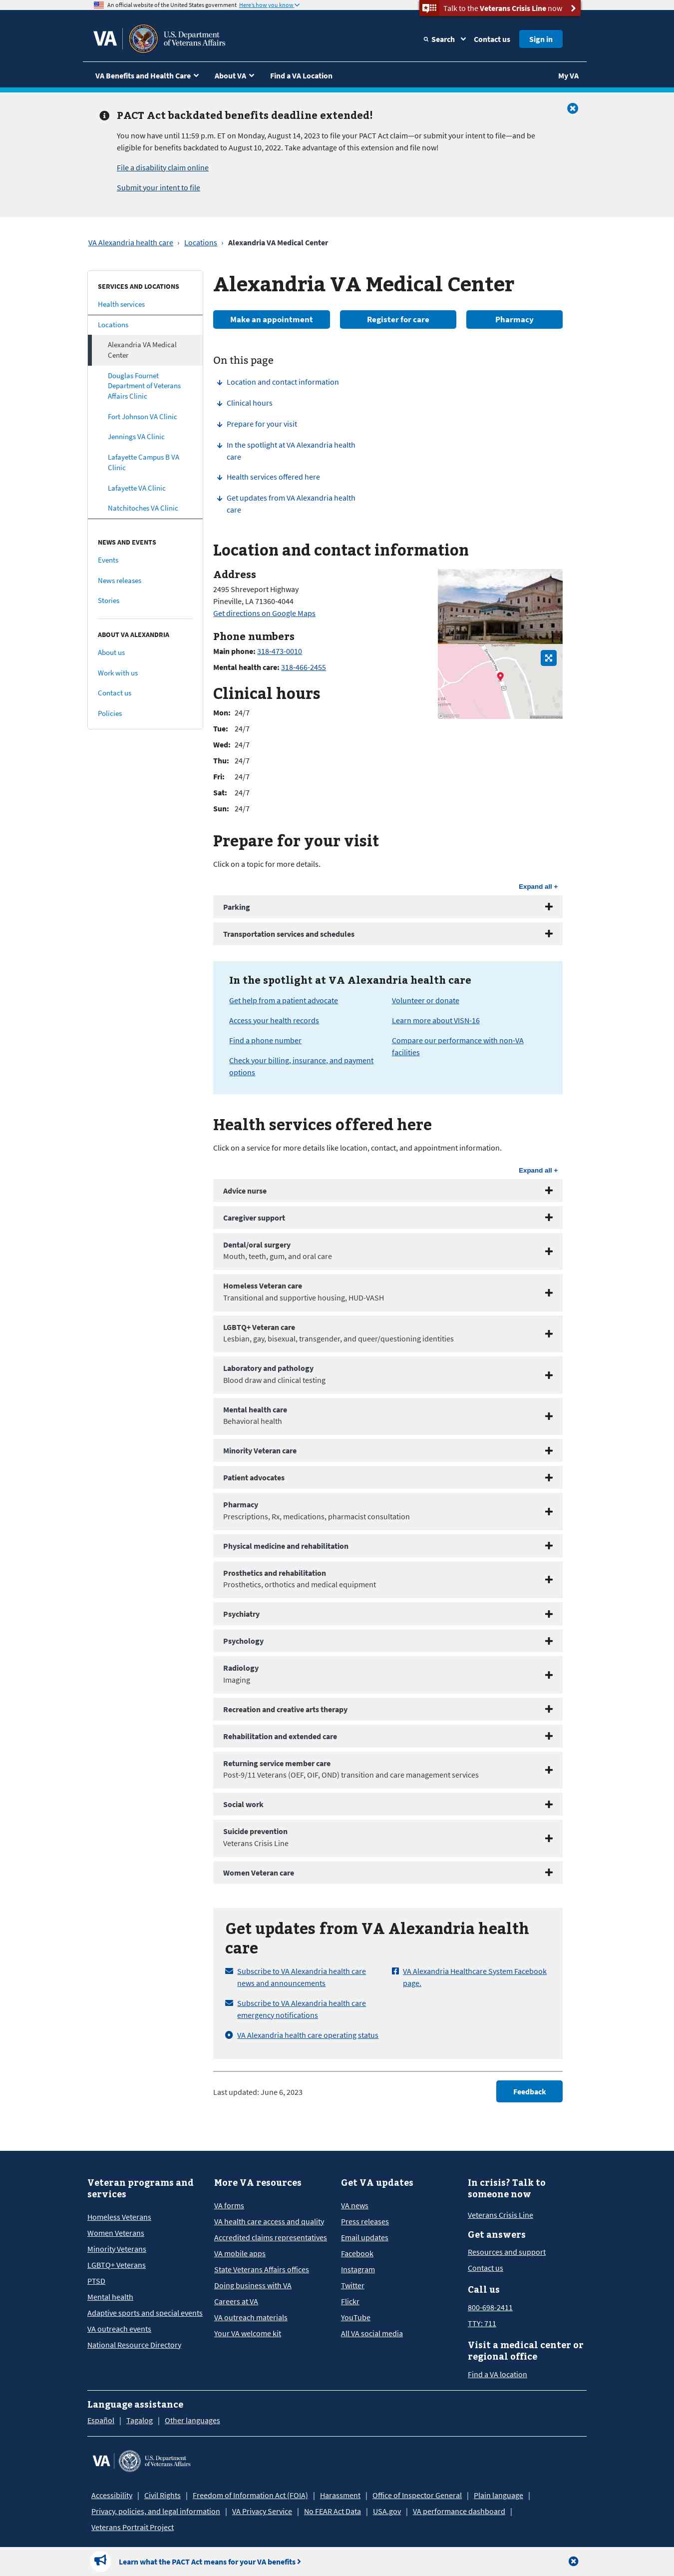 An official website of the United States government Here's how you know
Talk to the Veterans Crisis Line now
VA
U.S. Department
of Veterans Affairs
Search
Contact us
Sign in
VA Benefits and Health Care
About VA
Find a VA Location
My VA
PACT Act backdated benefits deadline extended!
You now have until 11:59 p.m. ET on Monday, August 14, 2023 to file your PACT Act claim—or submit your intent to file—and be
eligible for benefits backdated to August 10, 2022. Take advantage of this extension and file now!
File a disability claim online
Submit your intent to file
VA Alexandria health care › Locations › Alexandria VA Medical Center
SERVICES AND LOCATIONS
Health services
Locations
Alexandria VA Medical
Center
Douglas Fournet
Department of Veterans
Affairs Clinic
Fort Johnson VA Clinic
Jennings VA Clinic
Lafayette Campus B VA
Clinic
Lafayette VA Clinic
Natchitoches VA Clinic
NEWS AND EVENTS
Events
News releases
Stories
ABOUT VA ALEXANDRIA
About us
Work with us
Contact us
Policies
Alexandria VA Medical Center
Make an appointment
Register for care
Pharmacy
On this page
Location and contact information
Clinical hours
Prepare for your visit
In the spotlight at VA Alexandria health
care
Health services offered here
Get updates from VA Alexandria health
care
Location and contact information
Address
2495 Shreveport Highway
Pineville, LA 71360-4044
Get directions on Google Maps
Phone numbers
Main phone: 318-473-0010
Mental health care: 318-466-2455
Clinical hours
Mon: 24/7
Tue: 24/7
Wed: 24/7
Thu: 24/7
Fri: 24/7
Sat: 24/7
Sun: 24/7
Prepare for your visit
Click on a topic for more details.
Expand all +
Parking
Transportation services and schedules
In the spotlight at VA Alexandria health care
Get help from a patient advocate
Access your health records
Find a phone number
Check your billing, insurance, and payment
options
Volunteer or donate
Learn more about VISN-16
Compare our performance with non-VA
facilities
Health services offered here
Click on a service for more details like location, contact, and appointment information.
Expand all +
Advice nurse
Caregiver support
Dental/oral surgery
Mouth, teeth, gum, and oral care
Homeless Veteran care
Transitional and supportive housing, HUD-VASH
LGBTQ+ Veteran care
Lesbian, gay, bisexual, transgender, and queer/questioning identities
Laboratory and pathology
Blood draw and clinical testing
Mental health care
Behavioral health
Minority Veteran care
Patient advocates
Pharmacy
Prescriptions, Rx, medications, pharmacist consultation
Physical medicine and rehabilitation
Prosthetics and rehabilitation
Prosthetics, orthotics and medical equipment
Psychiatry
Psychology
Radiology
Imaging
Recreation and creative arts therapy
Rehabilitation and extended care
Returning service member care
Post-9/11 Veterans (OEF, OIF, OND) transition and care management services
Social work
Suicide prevention
Veterans Crisis Line
Women Veteran care
Get updates from VA Alexandria health
care
Subscribe to VA Alexandria health care
news and announcements
Subscribe to VA Alexandria health care
emergency notifications
VA Alexandria health care operating status
VA Alexandria Healthcare System Facebook
page.
Last updated: June 6, 2023
Feedback
Veteran programs and
services
Homeless Veterans
Women Veterans
Minority Veterans
LGBTQ+ Veterans
PTSD
Mental health
Adaptive sports and special events
VA outreach events
National Resource Directory
More VA resources
VA forms
VA health care access and quality
Accredited claims representatives
VA mobile apps
State Veterans Affairs offices
Doing business with VA
Careers at VA
VA outreach materials
Your VA welcome kit
Get VA updates
VA news
Press releases
Email updates
Facebook
Instagram
Twitter
Flickr
YouTube
All VA social media
In crisis? Talk to
someone now
Veterans Crisis Line
Get answers
Resources and support
Contact us
Call us
800-698-2411
TTY: 711
Visit a medical center or
regional office
Find a VA location
Language assistance
Español | Tagalog | Other languages
VA
U.S. Department
of Veterans Affairs
Accessibility | Civil Rights | Freedom of Information Act (FOIA) | Harassment | Office of Inspector General | Plain language |
Privacy, policies, and legal information | VA Privacy Service | No FEAR Act Data | USA.gov | VA performance dashboard |
Veterans Portrait Project
Learn what the PACT Act means for your VA benefits